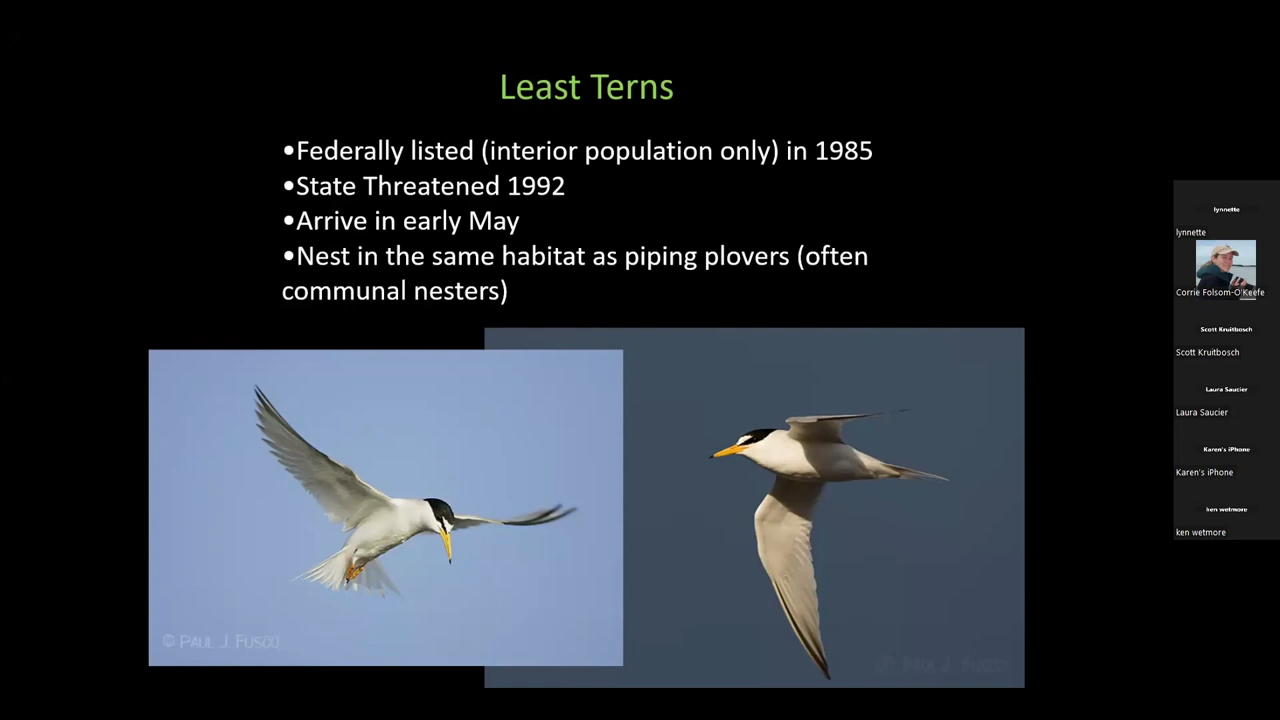 Least Terns
•Federally listed (interior population only) in 1985
•State Threatened 1992
•Arrive in early May
•Nest in the same habitat as piping plovers (often
communal nesters)
© PAUL J. FUSCO
© PAUL J. FUSCO
lynnette
lynnette
Corrie Folsom-O'Keefe
Scott Kruitbosch
Scott Kruitbosch
Laura Saucier
Laura Saucier
Karen's iPhone
Karen's iPhone
ken wetmore
ken wetmore